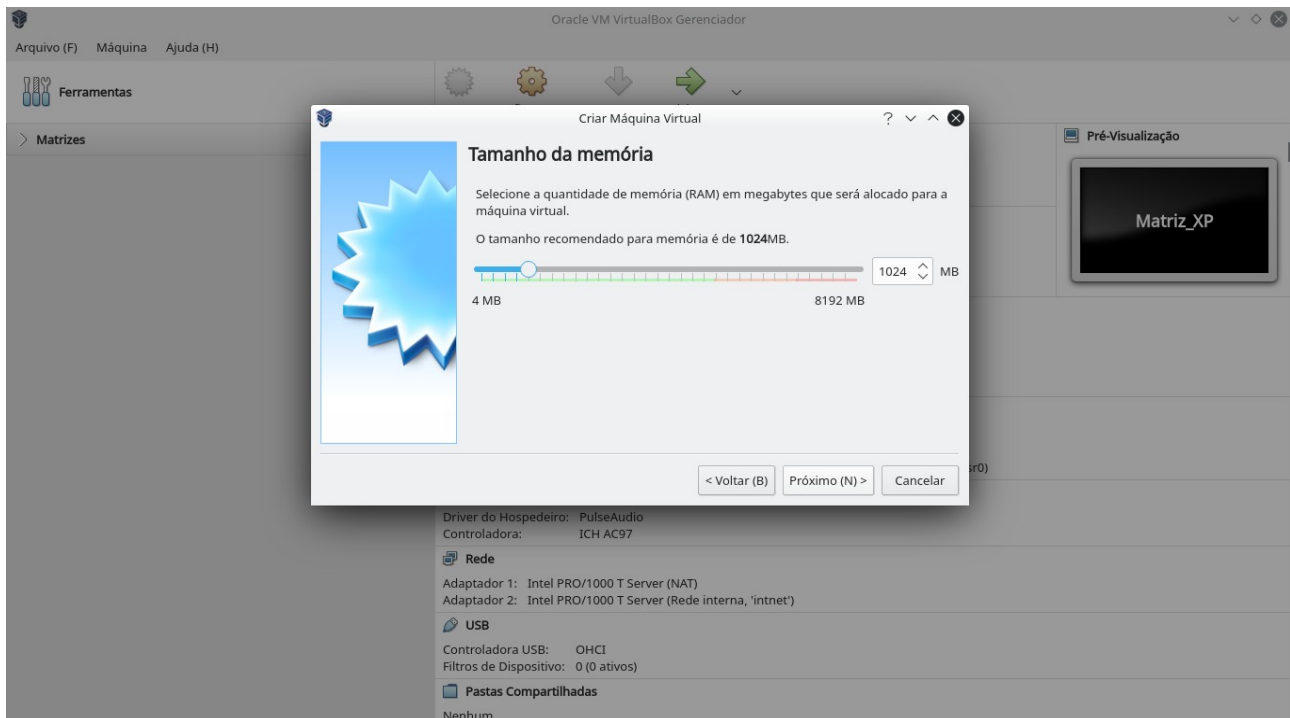 Oracle VM VirtualBox Gerenciador
Arquivo (F) Máquina Ajuda (H)
Ferramentas
Matrizes
Criar Máquina Virtual
Tamanho da memória
Selecione a quantidade de memória (RAM) em megabytes que será alocado para a
máquina virtual.
O tamanho recomendado para memória é de 1024MB.
1024 MB
4 MB 8192 MB
< Voltar (B) Próximo (N) > Cancelar
Pré-Visualização
Matriz_XP
sr0)
Driver do Hospedeiro: PulseAudio
Controladora: ICH AC97
Rede
Adaptador 1: Intel PRO/1000 T Server (NAT)
Adaptador 2: Intel PRO/1000 T Server (Rede interna, 'intnet')
USB
Controladora USB: OHCI
Filtros de Dispositivo: 0 (0 ativos)
Pastas Compartilhadas
Nenhum